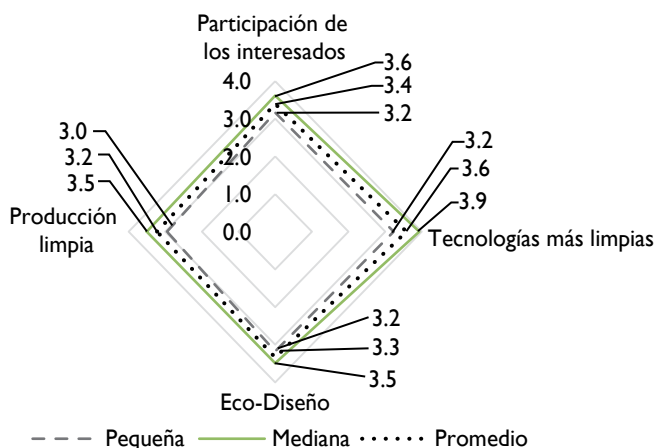 Participación de
los interesados
4.0
3.0
2.0
1.0
0.0
3.6
3.4
3.2
3.2
3.6
3.9
Tecnologías más limpias
3.0
3.2
3.5
Producción
limpia
3.2
3.3
3.5
Eco-Diseño
Pequeña Mediana Promedio